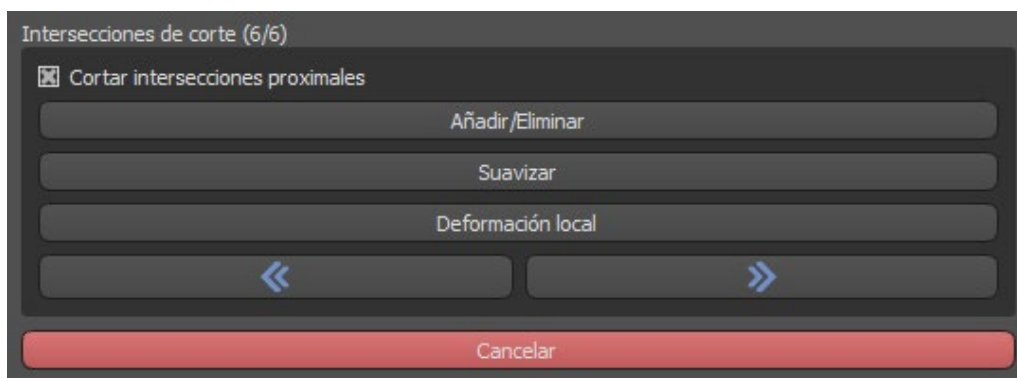 Intersecciones de corte (6/6)
Cortar intersecciones proximales
Añadir/Eliminar
Suavizar
Deformación local
Cancelar